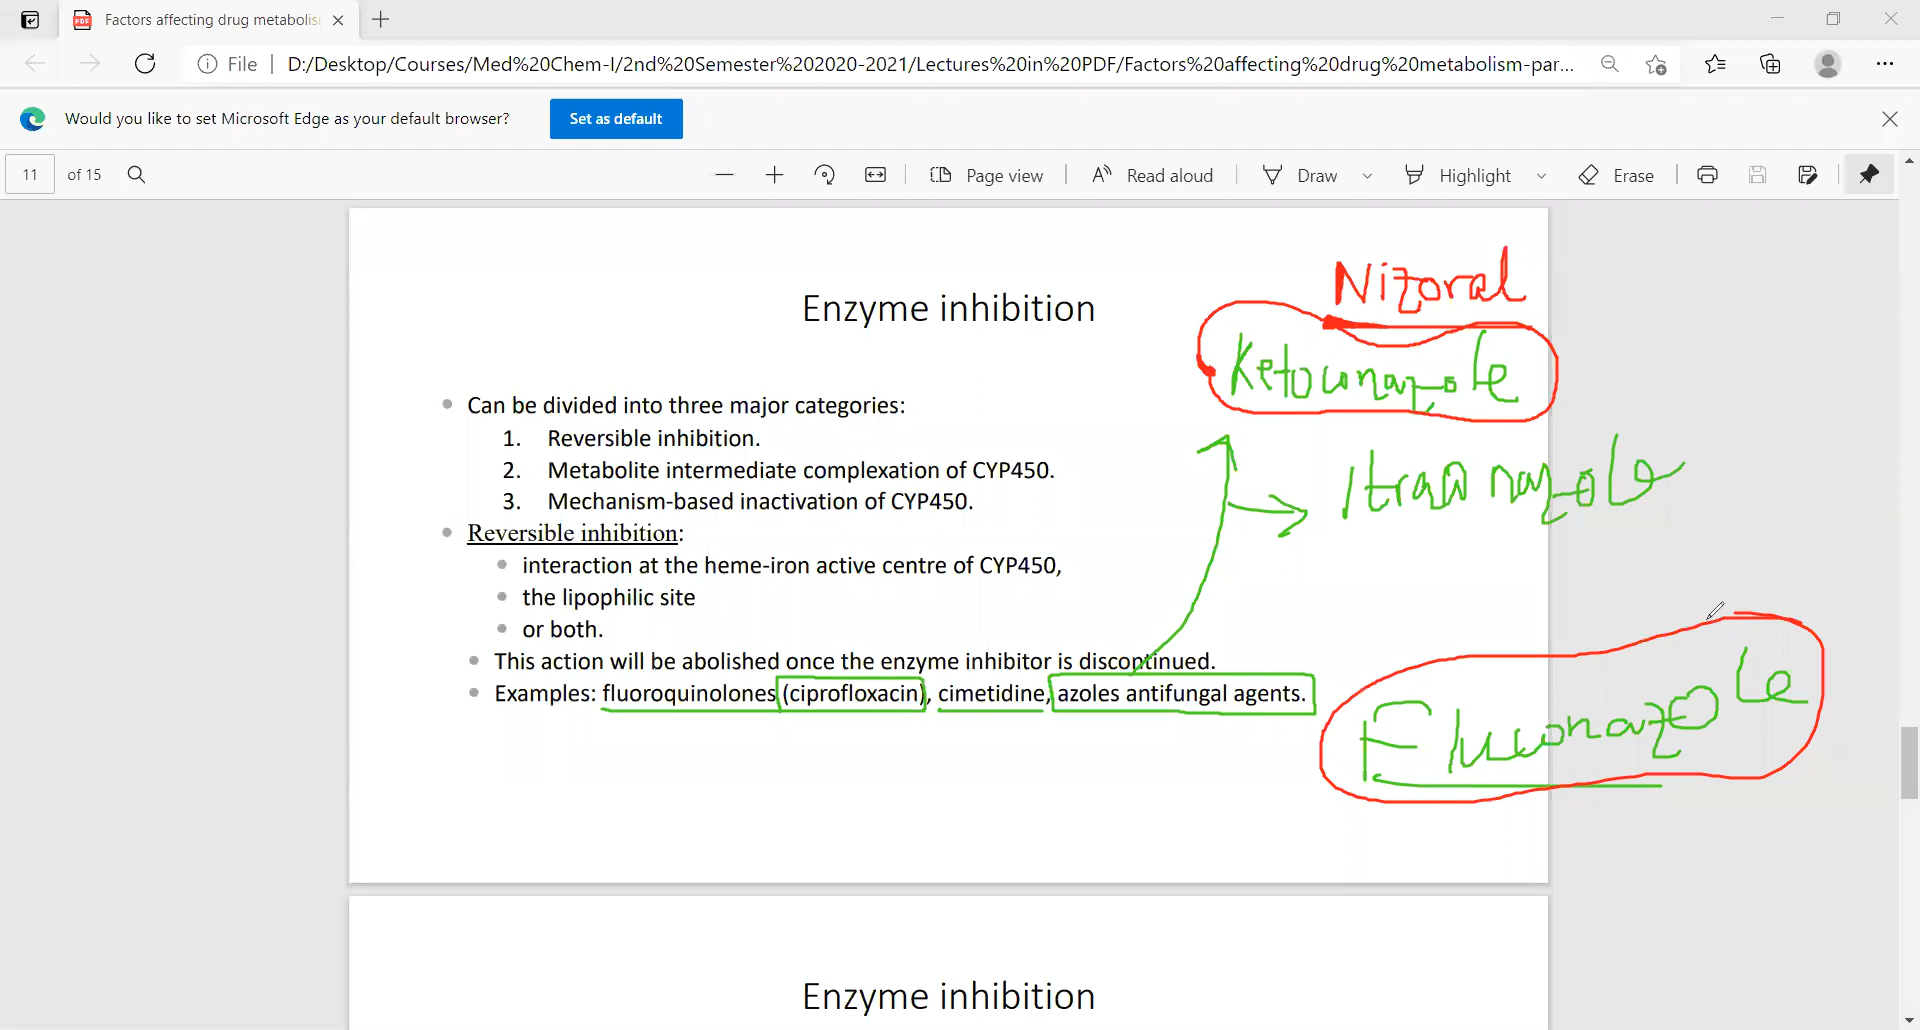 Factors affecting drug metabolis
File
D:/Desktop/Courses/Med%20Chem-I/2nd%20Semester%202020-2021/Lectures%20in%20PDF/Factors%20affecting%20drug%20metabolism-par...
Would you like to set Microsoft Edge as your default browser?
Set as default
11 of 15
Page view
Read aloud
Draw
Highlight
Erase
Enzyme inhibition
Nizoral
Ketoconazole
Can be divided into three major categories:
1. Reversible inhibition.
2. Metabolite intermediate complexation of CYP450.
3. Mechanism-based inactivation of CYP450.
Itraconazole
Reversible inhibition:
interaction at the heme-iron active centre of CYP450,
the lipophilic site
or both.
This action will be abolished once the enzyme inhibitor is discontinued.
Examples: fluoroquinolones (ciprofloxacin), cimetidine, azoles antifungal agents.
Fluconazole
Enzyme inhibition